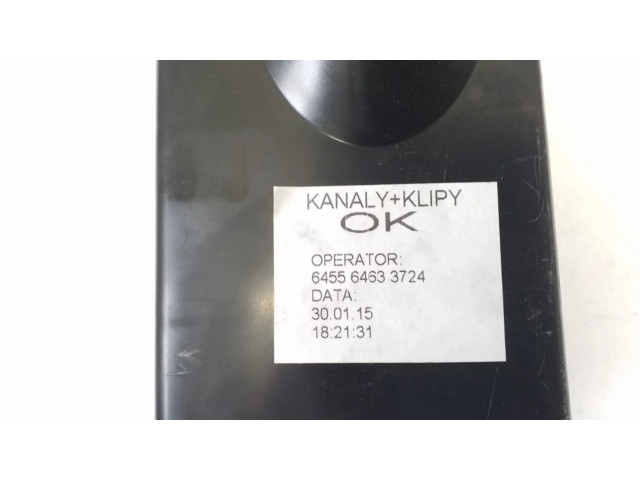 KANALY+KLIPY
OK
OPERATOR:
6455 6463 3724
DATA:
30.01.15
18:21:31